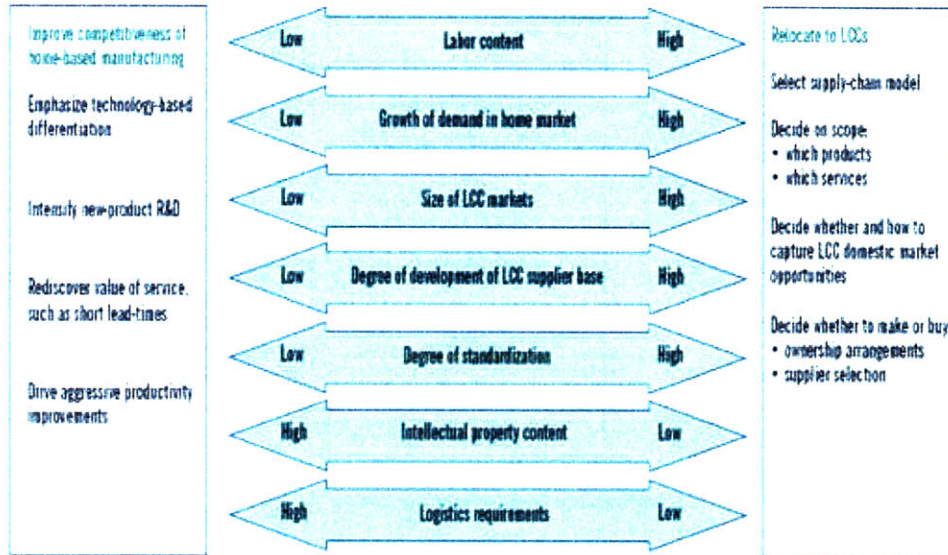 Improve competitiveness of
home-based manufacturing
Emphasize technology-based
differentiation
Intensify new-product R&D
Rediscover value of service,
such as short lead-times
Drive aggressive productivity
improvements
Low Labor content High
Low Growth of demand in home market High
Low Size of LCC markets High
Low Degree of development of LCC supplier base High
Low Degree of standardization High
High Intellectual property content Low
High Logistics requirements Low
Relocate to LCCs
Select supply-chain model
Decide on scope:
• which products
• which services
Decide whether and how to
capture LCC domestic market
opportunities
Decide whether to make or buy:
• ownership arrangements
• supplier selection